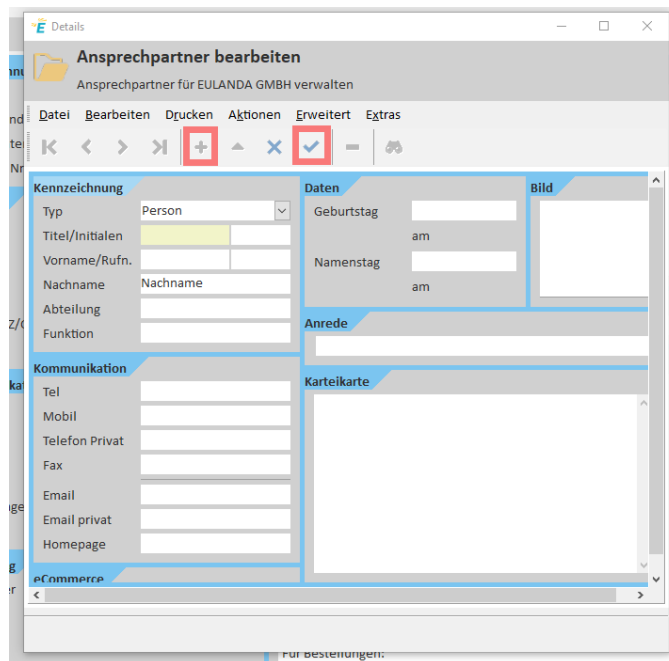 Details
Ansprechpartner bearbeiten
Ansprechpartner für EULANDA GMBH verwalten
Datei Bearbeiten Drucken Aktionen Erweitert Extras
Kennzeichnung
Typ Person
Titel/Initialen
Vorname/Rufn.
Nachname Nachname
Abteilung
Funktion
Daten
Geburtstag
am
Namenstag
am
Bild
Anrede
Kommunikation
Tel
Mobil
Telefon Privat
Fax
Email
Email privat
Homepage
Karteikarte
eCommerce
Für Bestellungen: